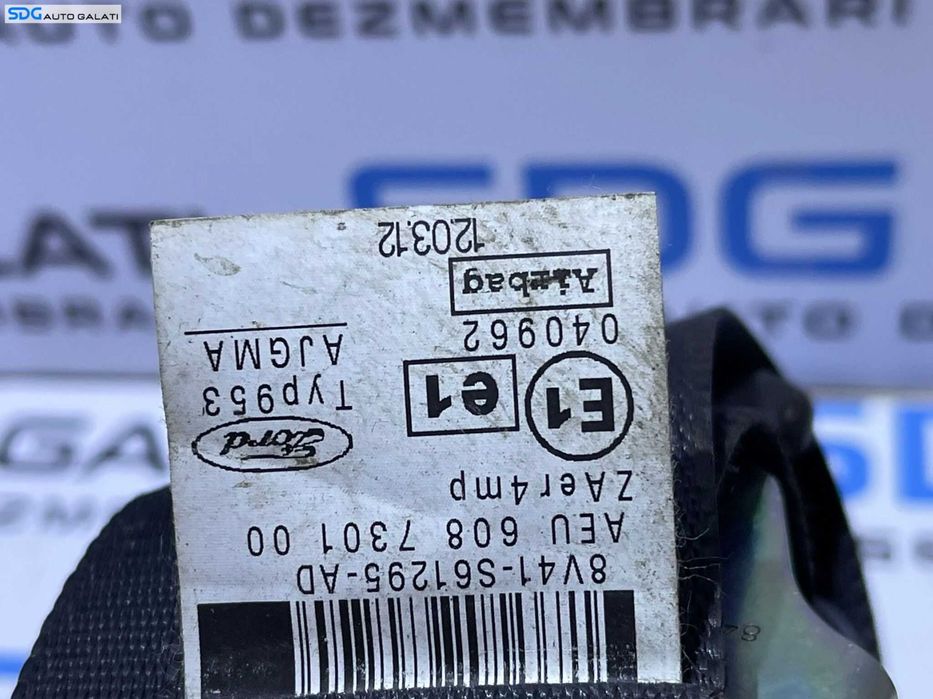 SDG AUTO GALATI
AUTO DEZMEMBRARI
SDG
8V41-S61295-AD
AEU 608 7301 00
ZAer4mp
E1 e1 Ford
Typ953
040962 AJGMA
Airbag
12.03.12